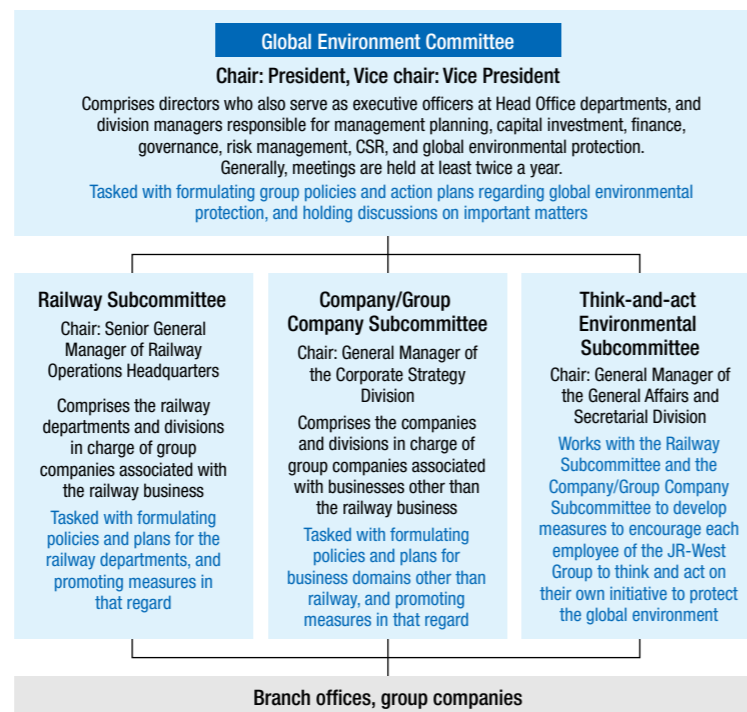 Global Environment Committee
Chair: President, Vice chair: Vice President
Comprises directors who also serve as executive officers at Head Office departments, and
division managers responsible for management planning, capital investment, finance,
governance, risk management, CSR, and global environmental protection.
Generally, meetings are held at least twice a year.
Tasked with formulating group policies and action plans regarding global environmental
protection, and holding discussions on important matters
Railway Subcommittee
Chair: Senior General
Manager of Railway
Operations Headquarters
Comprises the railway
departments and divisions
in charge of group
companies associated with
the railway business
Tasked with formulating
policies and plans for the
railway departments, and
promoting measures in
that regard
Company/Group
Company Subcommittee
Chair: General Manager of
the Corporate Strategy
Division
Comprises the companies
and divisions in charge of
group companies associated
with businesses other than
the railway business
Tasked with formulating
policies and plans for
business domains other than
railway, and promoting
measures in that regard
Think-and-act
Environmental
Subcommittee
Chair: General Manager of
the General Affairs and
Secretarial Division
Works with the Railway
Subcommittee and the
Company/Group Company
Subcommittee to develop
measures to encourage each
employee of the JR-West
Group to think and act on
their own initiative to protect
the global environment
Branch offices, group companies